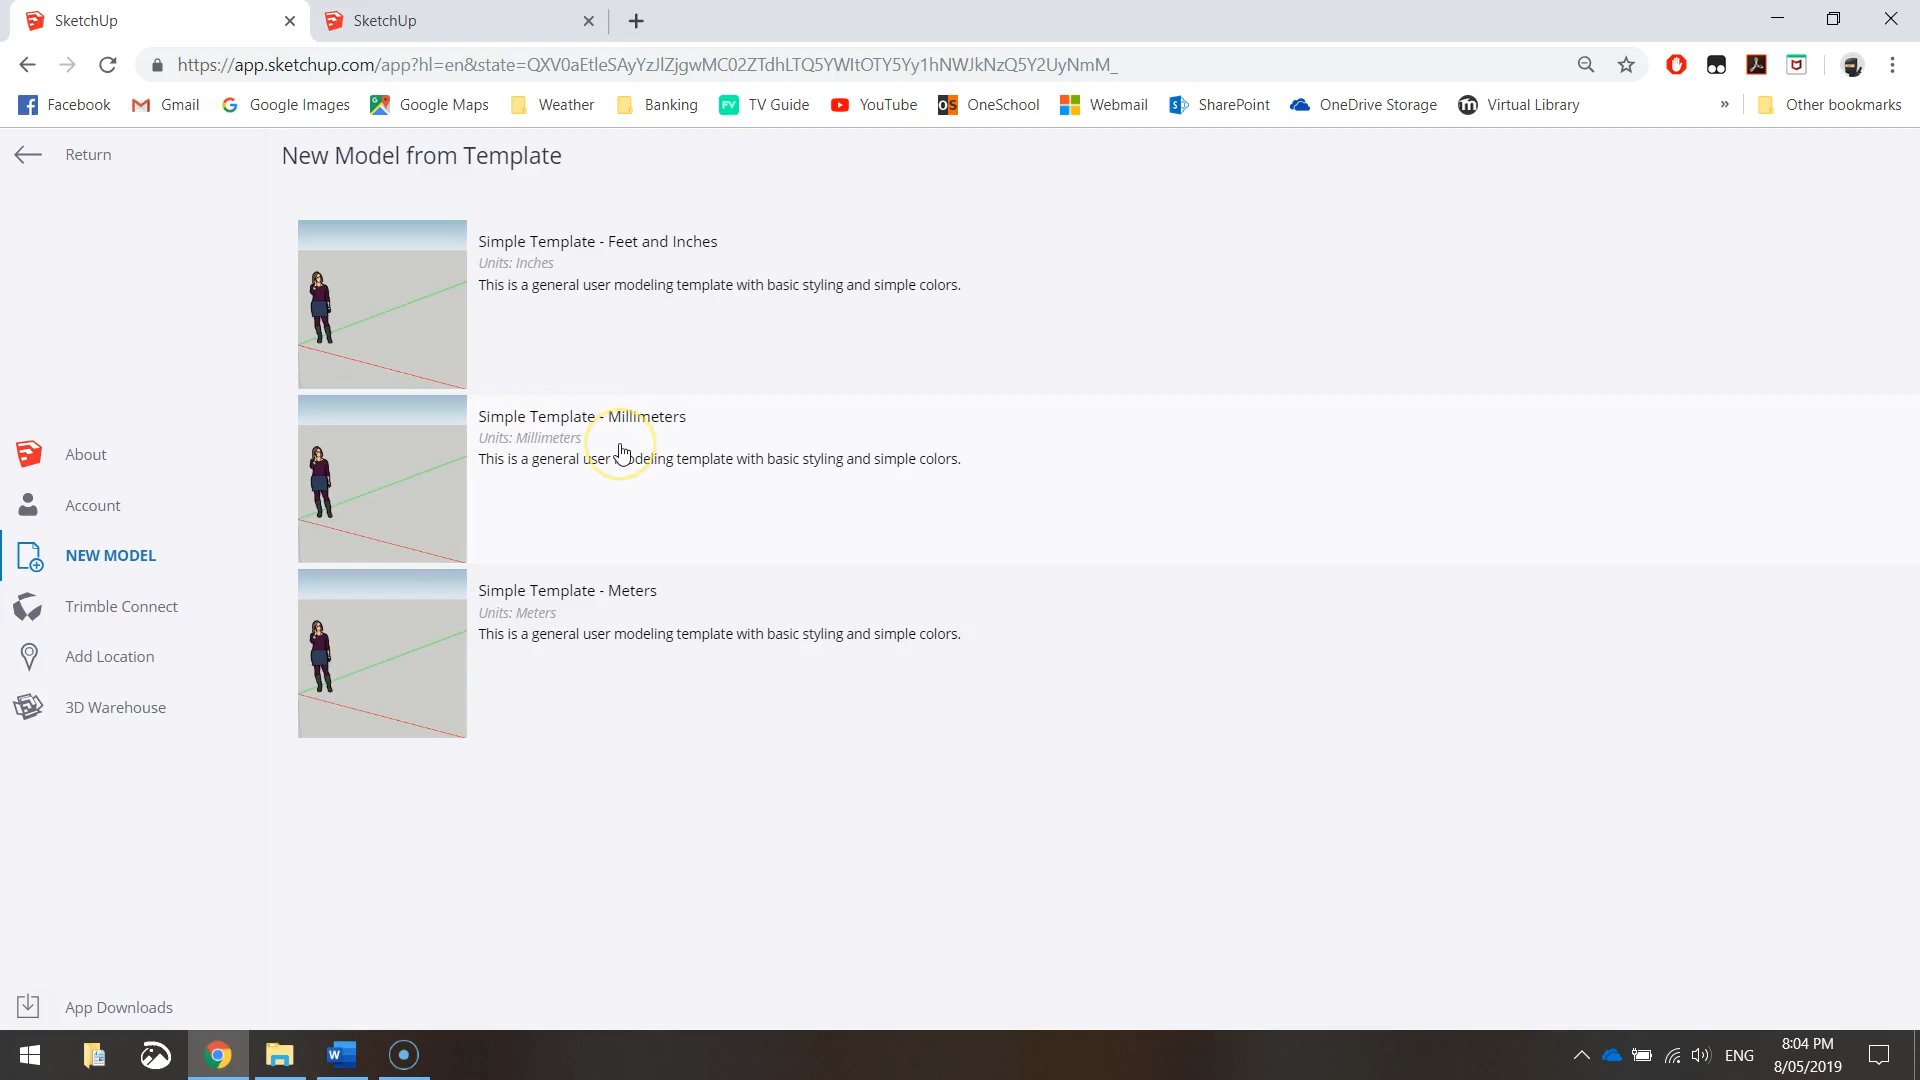 SketchUp
SketchUp
https://app.sketchup.com/app?hl=en&state=QXV0aEtleSAyYzJlZjgwMC02ZTdhLTQ5YWItOTY5Yy1hNWJkNzQ5Y2UyNmM_
Facebook
Gmail
Google Images
Google Maps
Weather
Banking
TV Guide
YouTube
OneSchool
Webmail
SharePoint
OneDrive Storage
Virtual Library
»
Other bookmarks
Return
New Model from Template
Simple Template - Feet and Inches
Units: Inches
This is a general user modeling template with basic styling and simple colors.
Simple Template - Millimeters
Units: Millimeters
This is a general user modeling template with basic styling and simple colors.
Simple Template - Meters
Units: Meters
This is a general user modeling template with basic styling and simple colors.
About
Account
NEW MODEL
Trimble Connect
Add Location
3D Warehouse
App Downloads
ENG
8:04 PM
8/05/2019